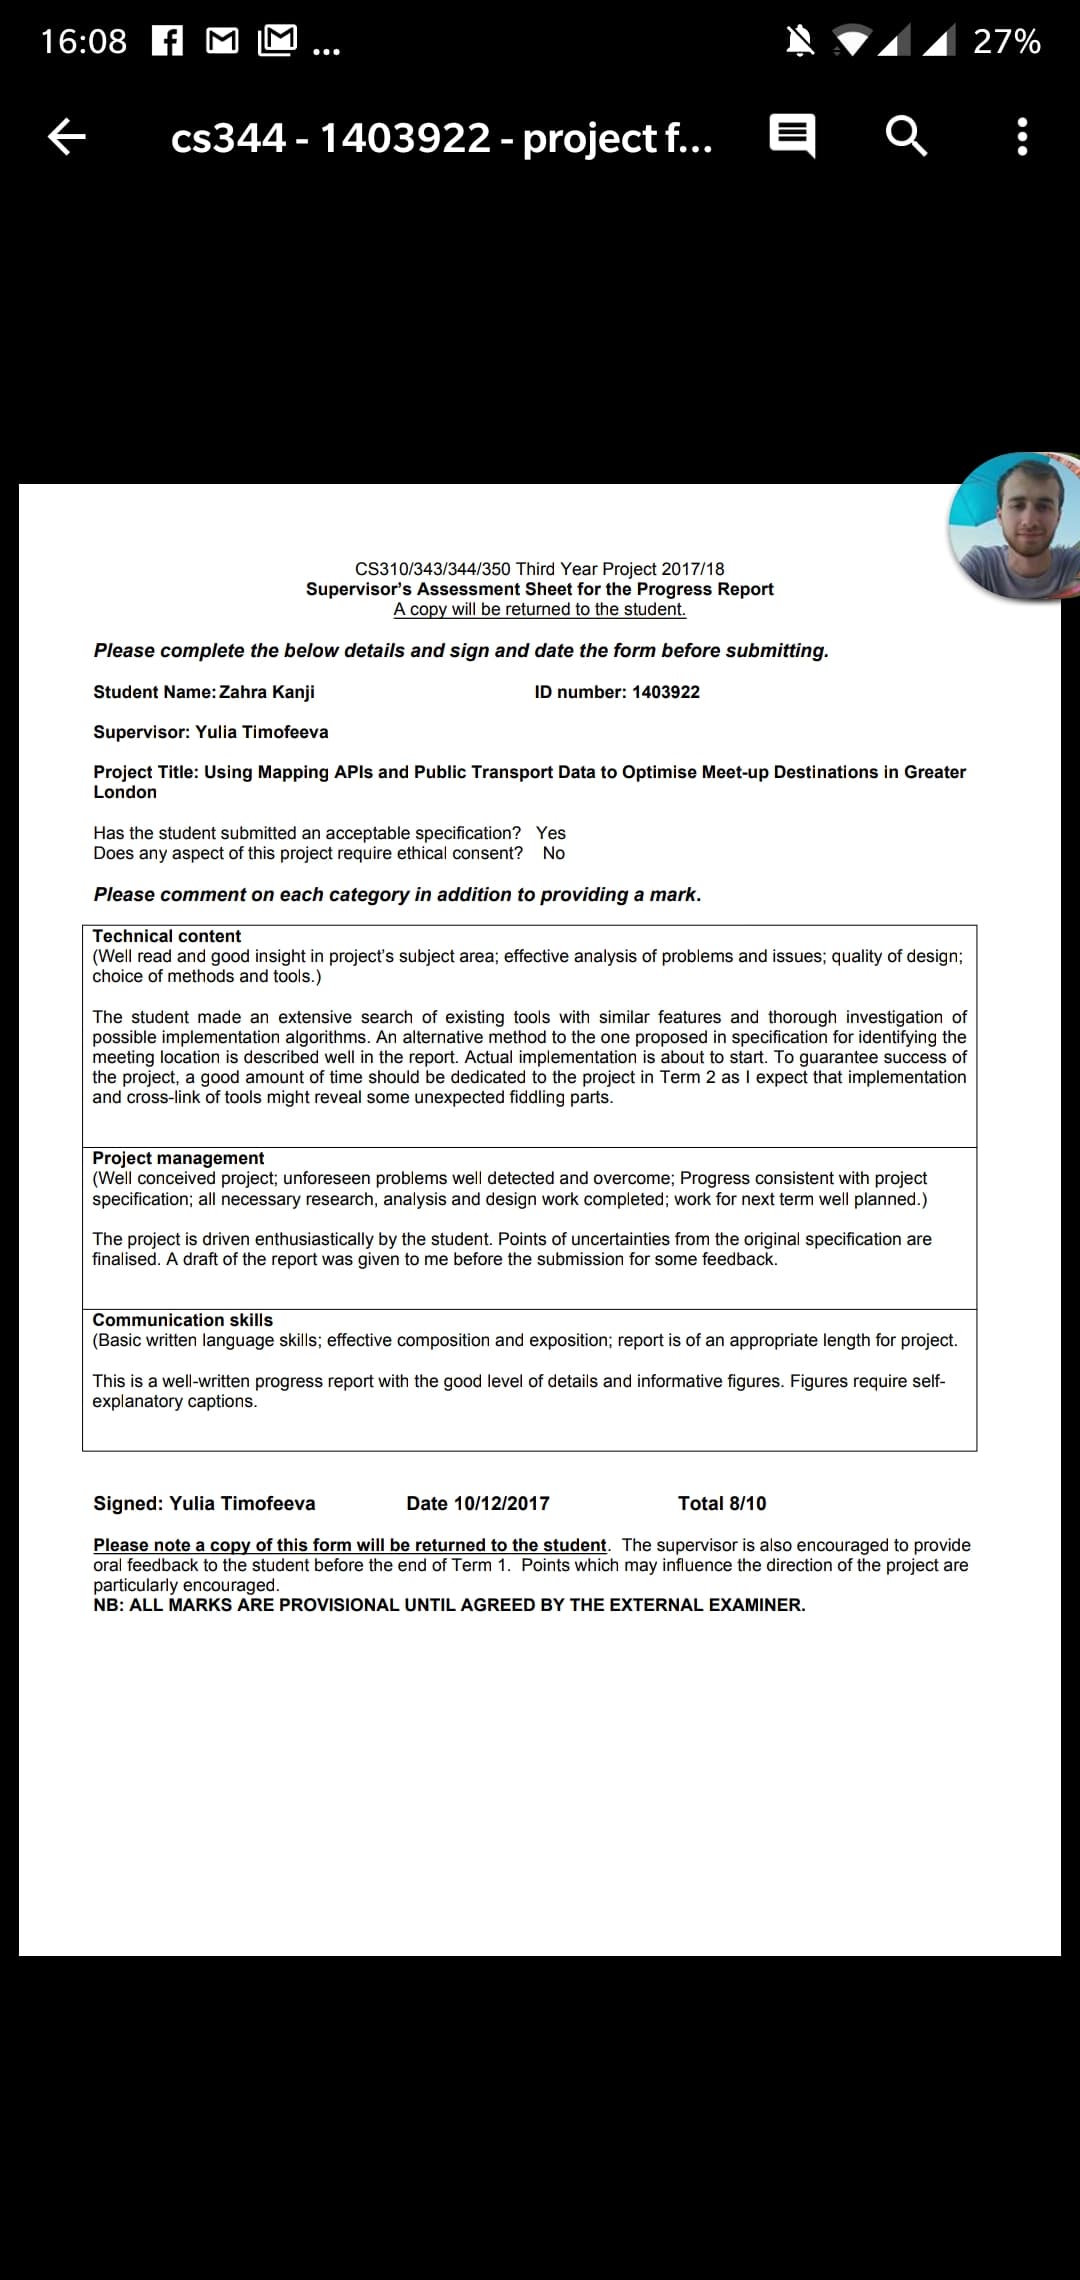 16:08 ... 27%
cs344 - 1403922 - project f...
CS310/343/344/350 Third Year Project 2017/18
Supervisor's Assessment Sheet for the Progress Report
A copy will be returned to the student.
Please complete the below details and sign and date the form before submitting.
Student Name: Zahra Kanji ID number: 1403922
Supervisor: Yulia Timofeeva
Project Title: Using Mapping APIs and Public Transport Data to Optimise Meet-up Destinations in Greater
London
Has the student submitted an acceptable specification? Yes
Does any aspect of this project require ethical consent? No
Please comment on each category in addition to providing a mark.
Technical content
(Well read and good insight in project's subject area; effective analysis of problems and issues; quality of design;
choice of methods and tools.)
The student made an extensive search of existing tools with similar features and thorough investigation of
possible implementation algorithms. An alternative method to the one proposed in specification for identifying the
meeting location is described well in the report. Actual implementation is about to start. To guarantee success of
the project, a good amount of time should be dedicated to the project in Term 2 as I expect that implementation
and cross-link of tools might reveal some unexpected fiddling parts.
Project management
(Well conceived project; unforeseen problems well detected and overcome; Progress consistent with project
specification; all necessary research, analysis and design work completed; work for next term well planned.)
The project is driven enthusiastically by the student. Points of uncertainties from the original specification are
finalised. A draft of the report was given to me before the submission for some feedback.
Communication skills
(Basic written language skills; effective composition and exposition; report is of an appropriate length for project.
This is a well-written progress report with the good level of details and informative figures. Figures require self-
explanatory captions.
Signed: Yulia Timofeeva Date 10/12/2017 Total 8/10
Please note a copy of this form will be returned to the student. The supervisor is also encouraged to provide
oral feedback to the student before the end of Term 1. Points which may influence the direction of the project are
particularly encouraged.
NB: ALL MARKS ARE PROVISIONAL UNTIL AGREED BY THE EXTERNAL EXAMINER.